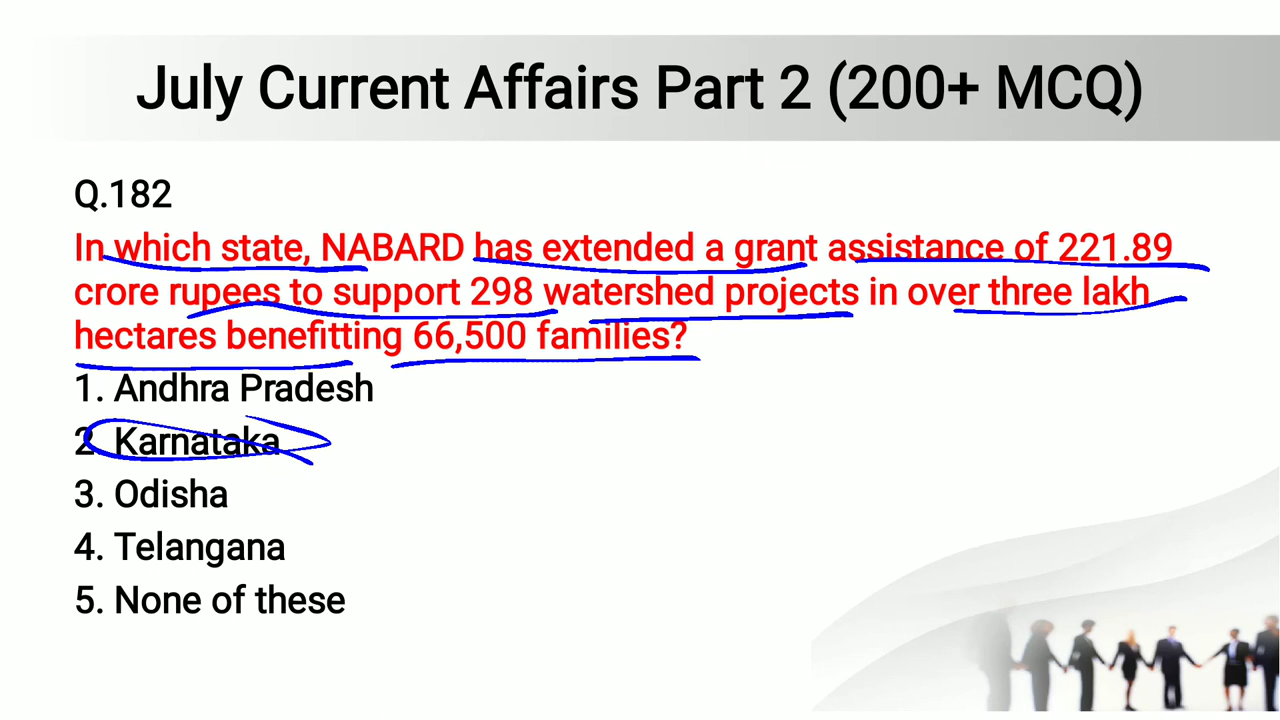 July Current Affairs Part 2 (200+ MCQ)
Q.182
In which state, NABARD has extended a grant assistance of 221.89
crore rupees to support 298 watershed projects in over three lakh
hectares benefitting 66,500 families?
1. Andhra Pradesh
2. Karnataka
3. Odisha
4. Telangana
5. None of these